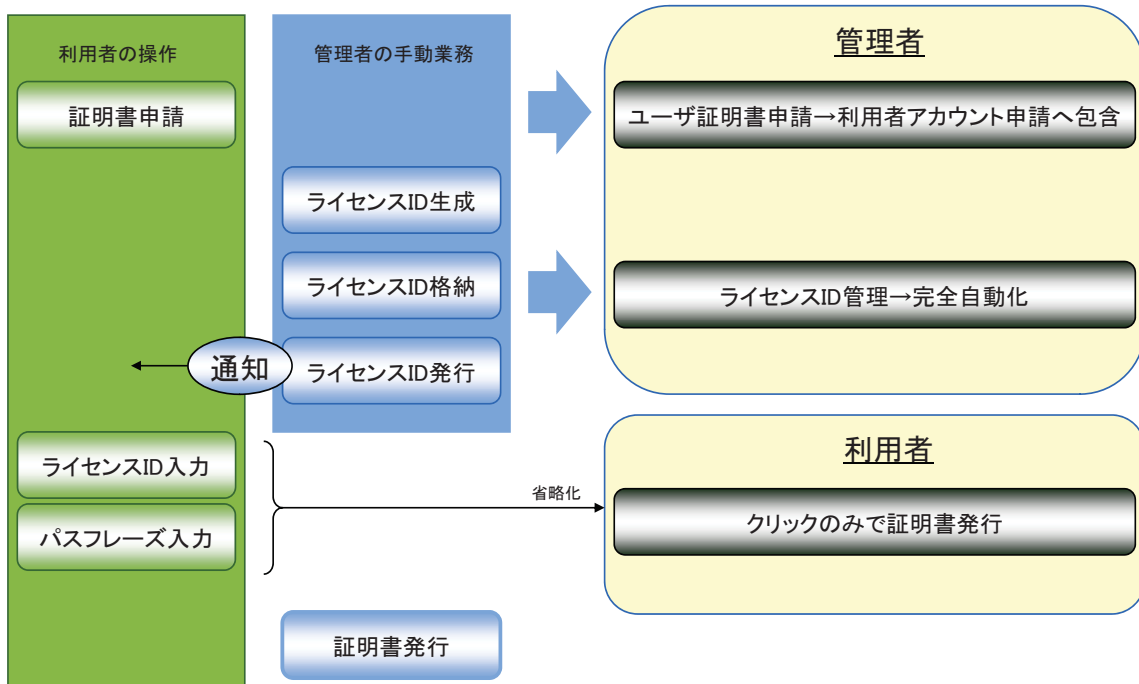 利用者の操作
証明書申請
ライセンスID入力
パスフレーズ入力
管理者の手動業務
ライセンスID生成
ライセンスID格納
通知
ライセンスID発行
証明書発行
省略化
管理者
ユーザ証明書申請→利用者アカウント申請へ包含
ライセンスID管理→完全自動化
利用者
クリックのみで証明書発行